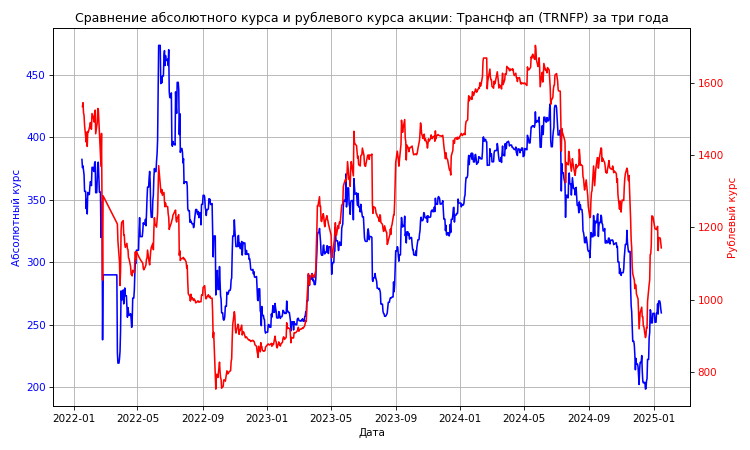 Сравнение абсолютного курса и рублевого курса акции: Транснф ап (TRNFP) за три года
Абсолютный курс
450
400
350
300
250
200
1600
1400
1200
1000
800
Рублевый курс
2022-01 2022-05 2022-09 2023-01 2023-05 2023-09 2024-01 2024-05 2024-09 2025-01
Дата